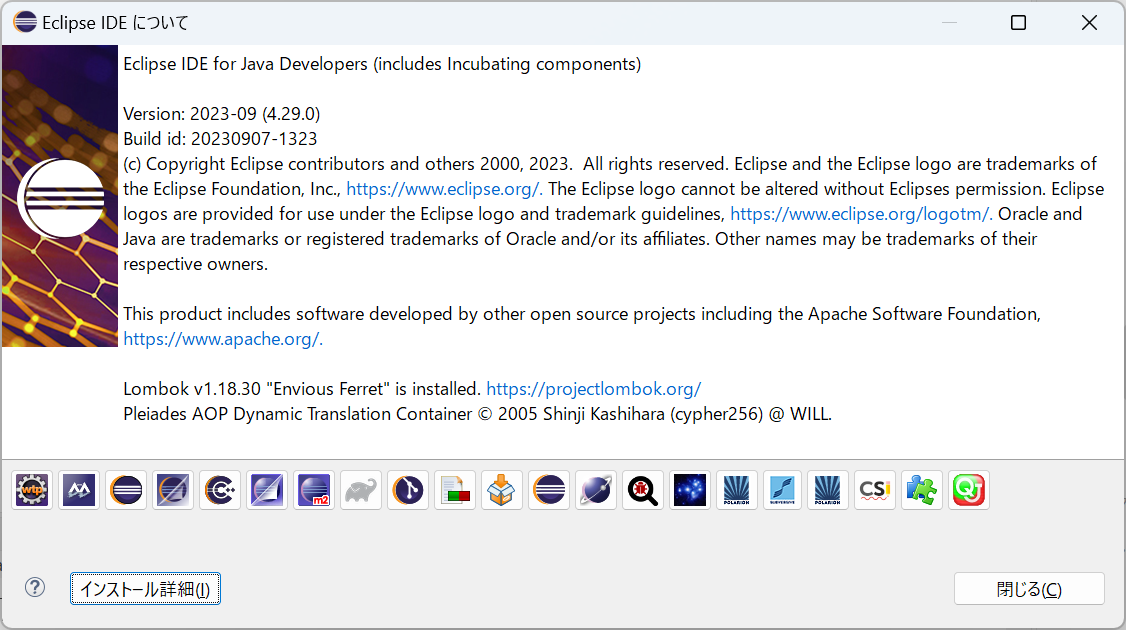 Eclipse IDE について
Eclipse IDE for Java Developers (includes Incubating components)
Version: 2023-09 (4.29.0)
Build id: 20230907-1323
(c) Copyright Eclipse contributors and others 2000, 2023.  All rights reserved. Eclipse and the Eclipse logo are trademarks of
the Eclipse Foundation, Inc., https://www.eclipse.org/. The Eclipse logo cannot be altered without Eclipses permission. Eclipse
logos are provided for use under the Eclipse logo and trademark guidelines, https://www.eclipse.org/logotm/. Oracle and
Java are trademarks or registered trademarks of Oracle and/or its affiliates. Other names may be trademarks of their
respective owners.
This product includes software developed by other open source projects including the Apache Software Foundation,
https://www.apache.org/.
Lombok v1.18.30 "Envious Ferret" is installed. https://projectlombok.org/
Pleiades AOP Dynamic Translation Container © 2005 Shinji Kashihara (cypher256) @ WILL.
wtp
m2
POLARION
SUBVERSIVE
POLARION
CSI
QJ
?
インストール詳細(I)
閉じる(C)